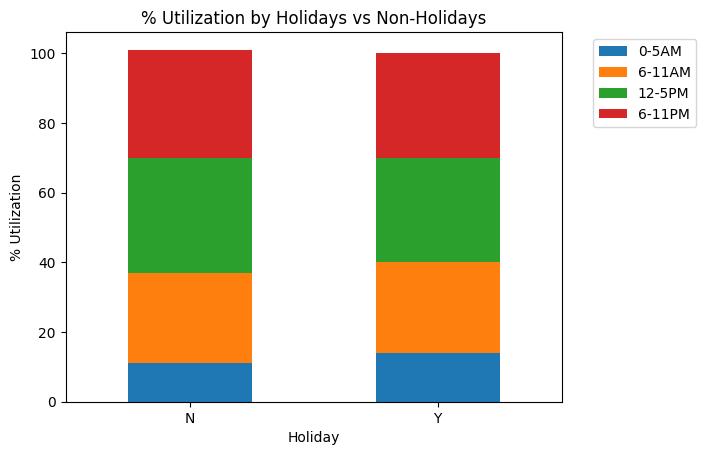 % Utilization by Holidays vs Non-Holidays
0-5AM
6-11AM
12-5PM
6-11PM
% Utilization
100
80
60
40
20
0
N
Y
Holiday